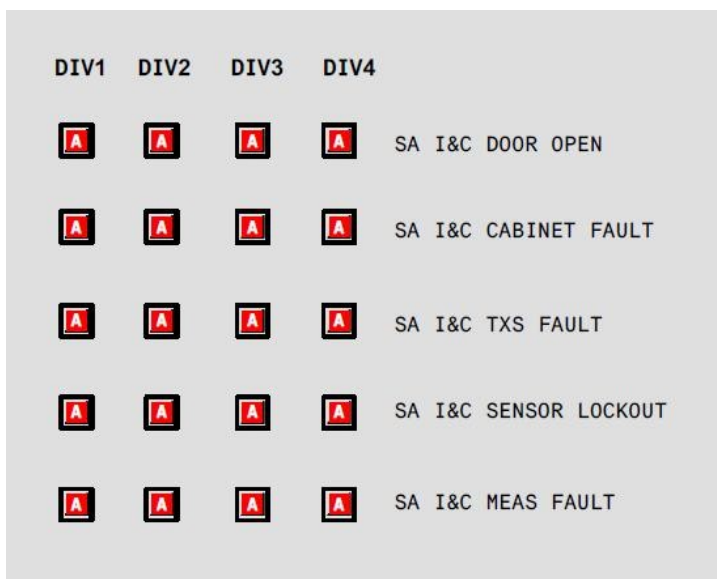 DIV1 DIV2 DIV3 DIV4
A A A A SA I&C DOOR OPEN
A A A A SA I&C CABINET FAULT
A A A A SA I&C TXS FAULT
A A A A SA I&C SENSOR LOCKOUT
A A A A SA I&C MEAS FAULT